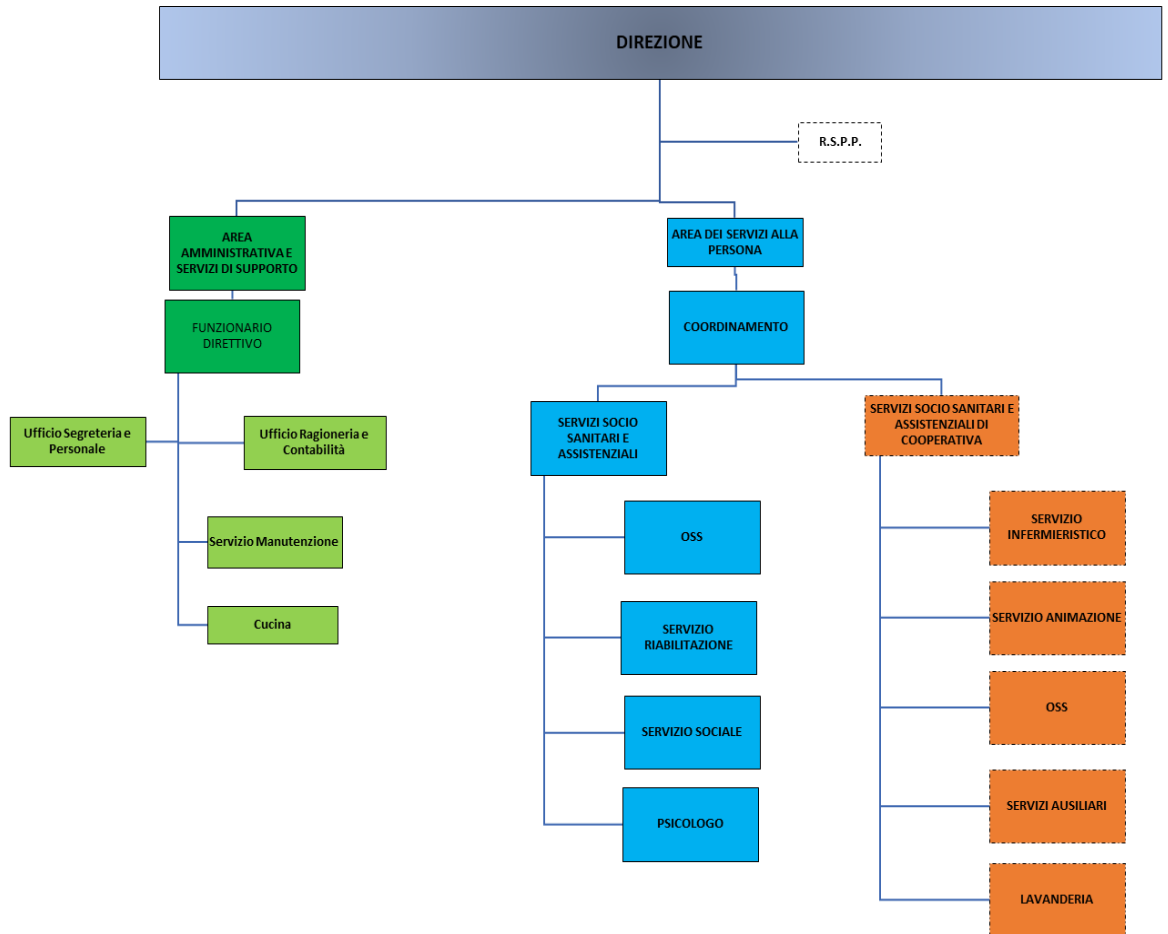 DIREZIONE
R.S.P.P.
AREA
AMMINISTRATIVA E
SERVIZI DI SUPPORTO
AREA DEI SERVIZI ALLA
PERSONA
FUNZIONARIO
DIRETTIVO
COORDINAMENTO
Ufficio Segreteria e
Personale
Ufficio Ragioneria e
Contabilità
Servizio Manutenzione
Cucina
SERVIZI SOCIO
SANITARI E
ASSISTENZIALI
OSS
SERVIZIO
RIABILITAZIONE
SERVIZIO SOCIALE
PSICOLOGO
SERVIZI SOCIO SANITARI E
ASSISTENZIALI DI
COOPERATIVA
SERVIZIO
INFERMIERISTICO
SERVIZIO ANIMAZIONE
OSS
SERVIZI AUSILIARI
LAVANDERIA